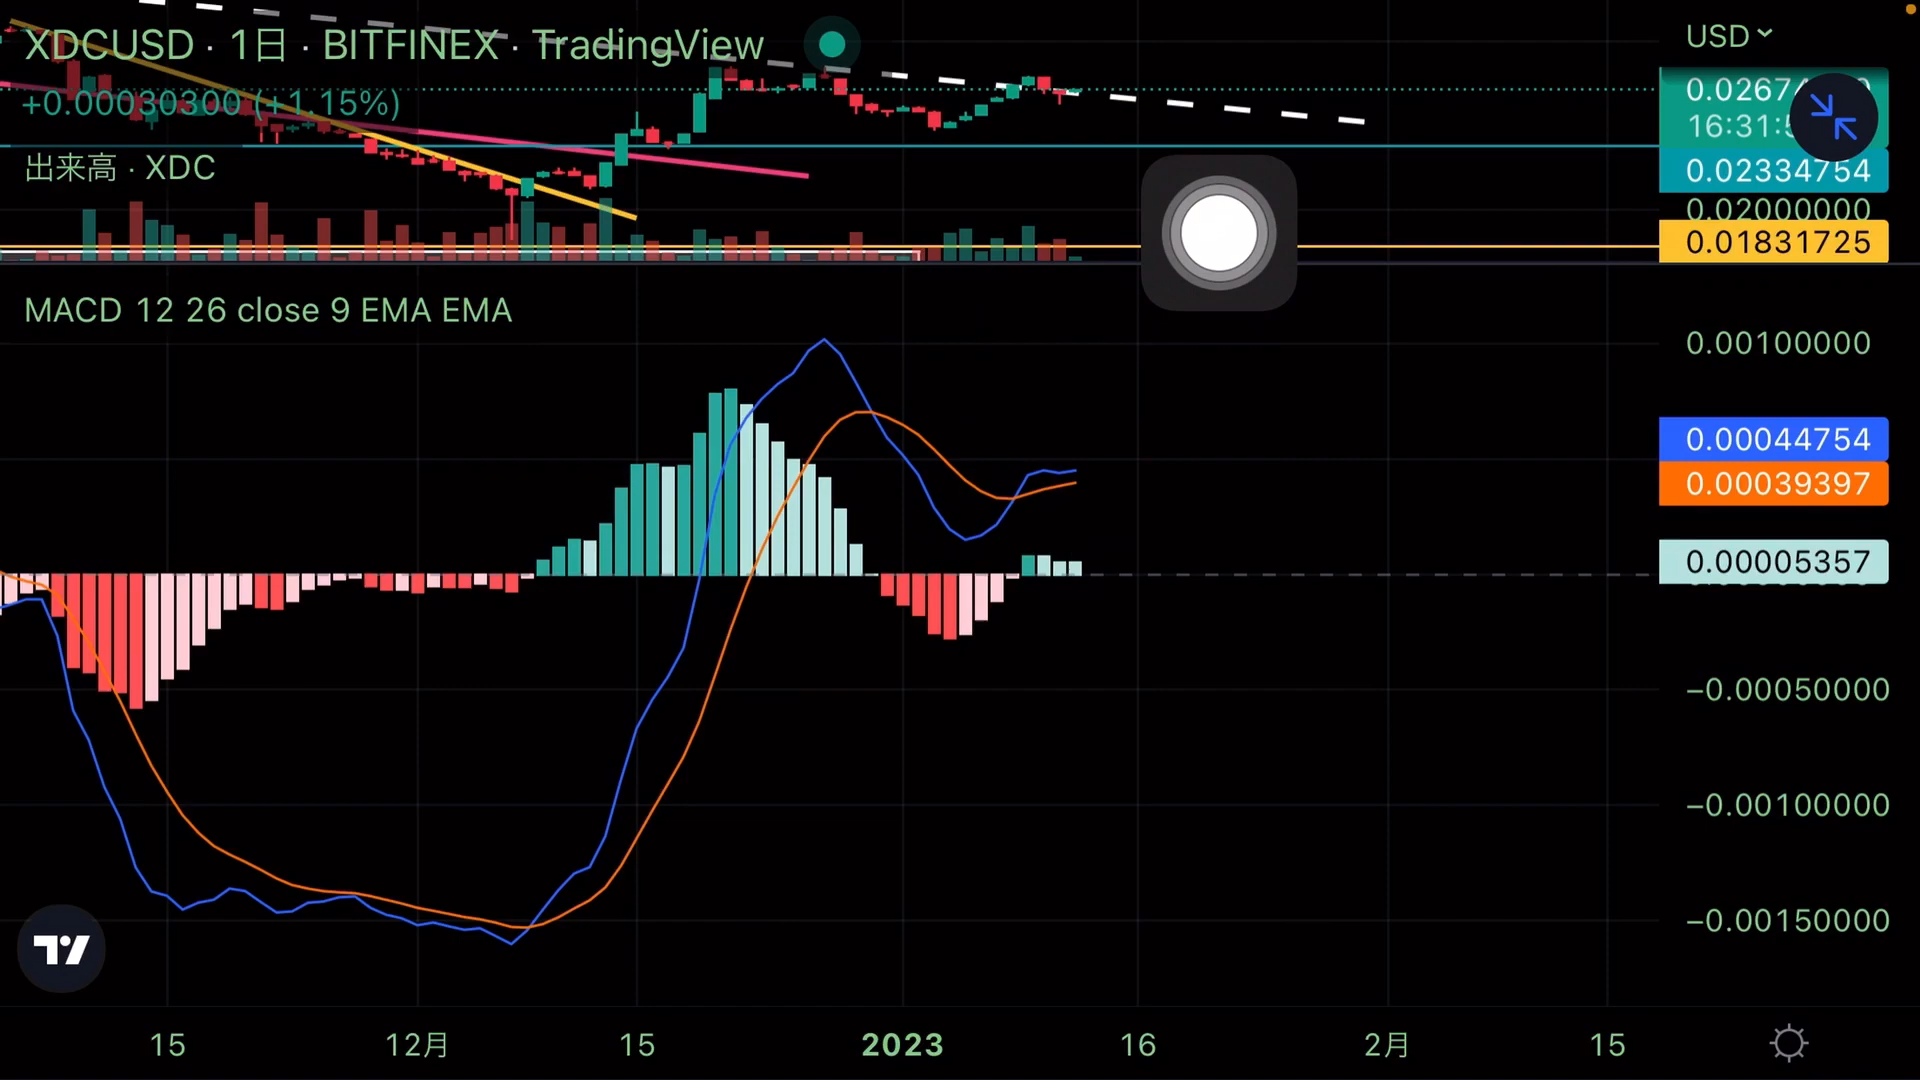 XDCUSD · 1日 · BITFINEX · TradingView
USD
+0.00030300 (+1.15%)
16:31:
出来高 · XDC
0.02334754
0.02000000
0.01831725
MACD 12 26 close 9 EMA EMA
0.00100000
0.00044754
0.00039397
0.00005357
−0.00050000
−0.00100000
−0.00150000
15 12月 15 2023 16 2月 15